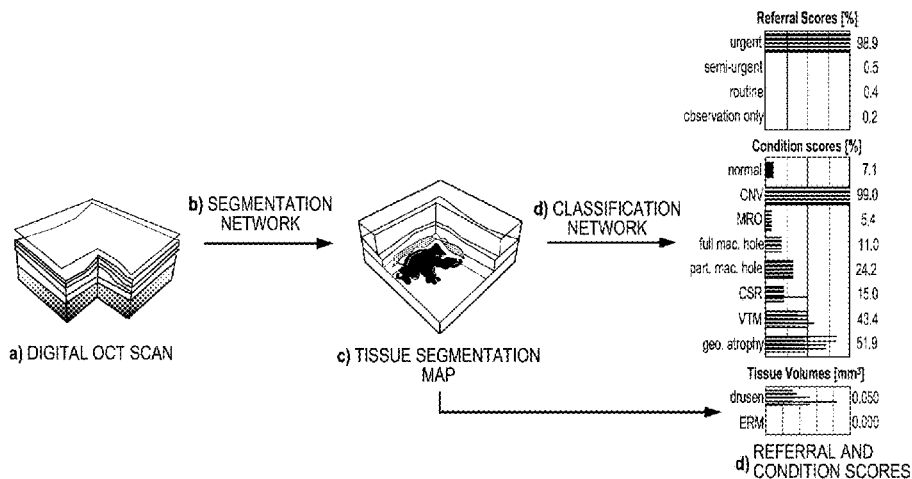 Referral Scores [%]
urgent 98.9
semi-urgent 0.5
routine 0.4
observation only 0.2
Condition scores [%]
normal 7.1
CNV 99.0
MRO 5.4
full mac. hole 11.0
part. mac. hole 24.2
CSR 15.0
VTM 43.4
geo. atrophy 51.9
Tissue Volumes [mm³]
drusen 0.050
ERM 0.000
b) SEGMENTATION
NETWORK
d) CLASSIFICATION
NETWORK
a) DIGITAL OCT SCAN
c) TISSUE SEGMENTATION
MAP
d) REFERRAL AND
CONDITION SCORES